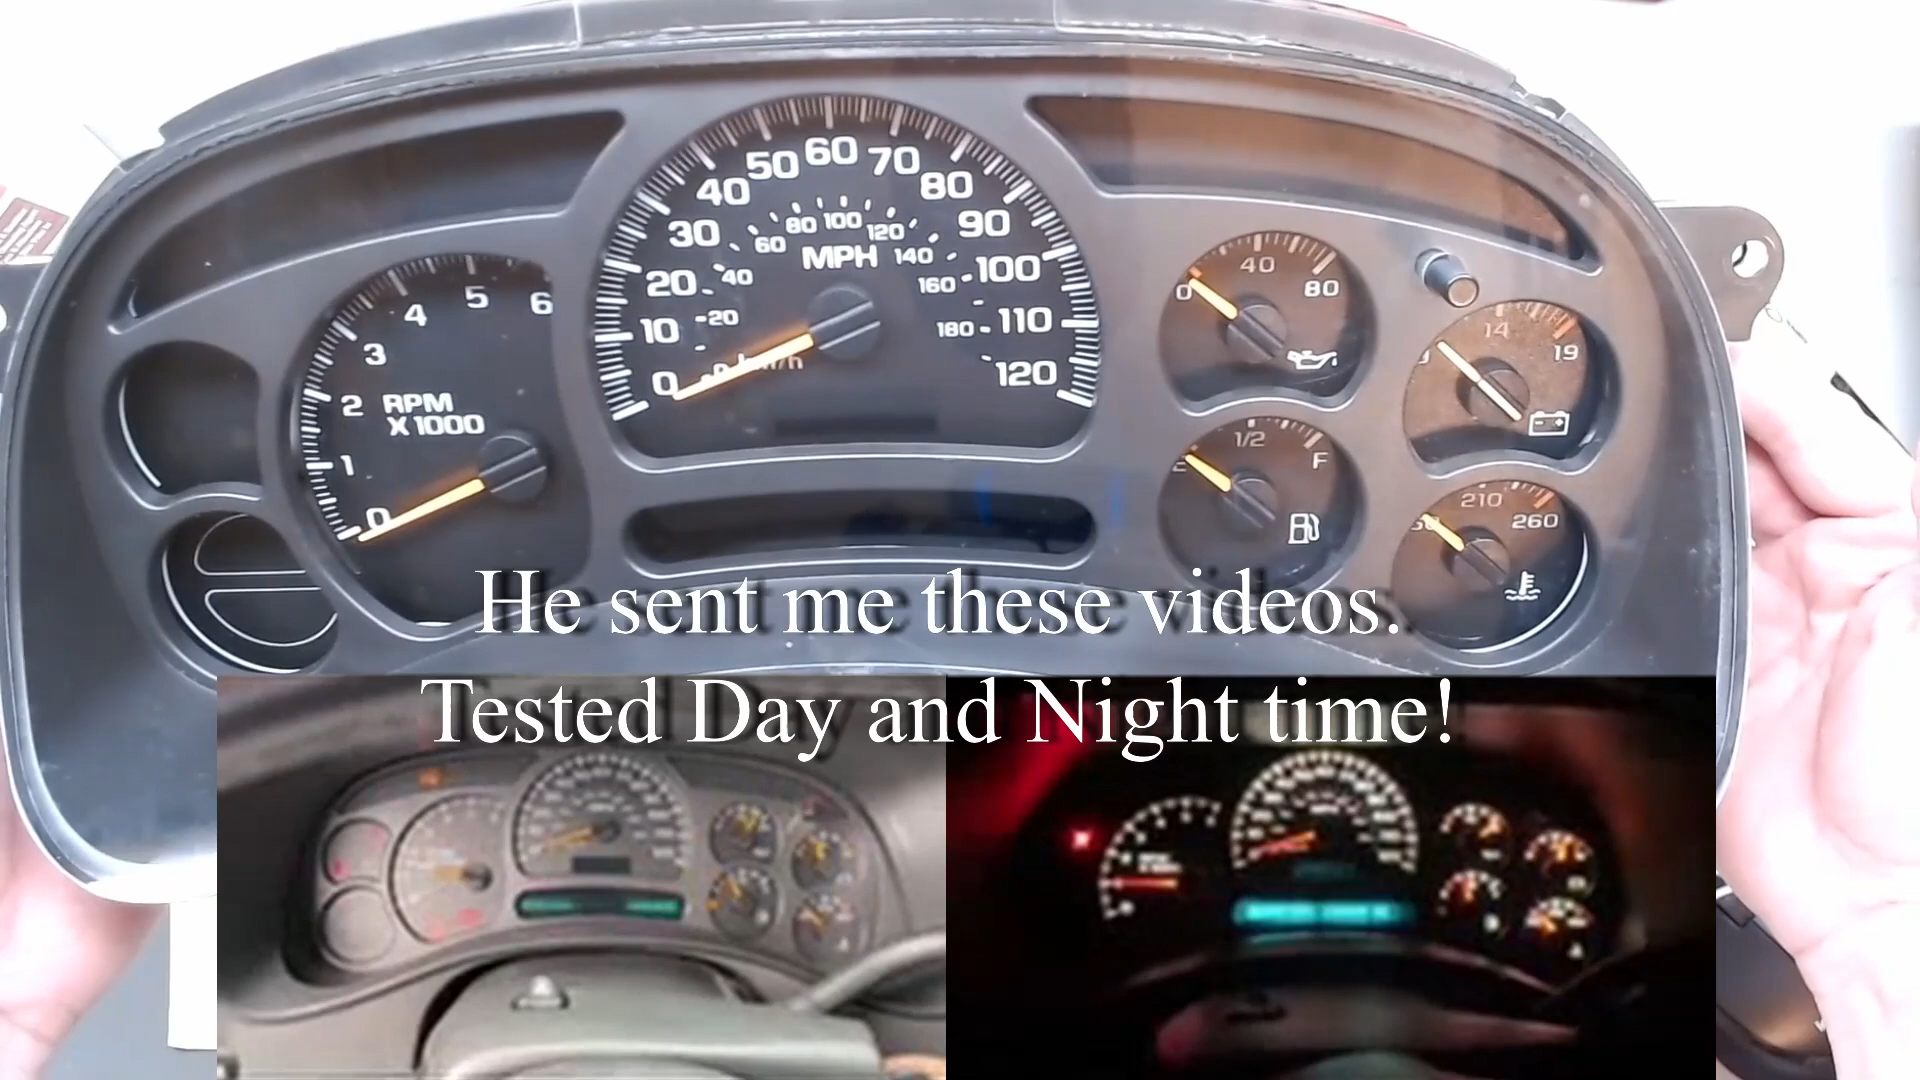 50 60 70
40 80
80 100 120
30 60 90
MPH 140
20 40 160 100
10 20 180 110
0 120
4 5 6
3
2 RPM
X 1000
1
0
40
0 80
14
19
1/2
F
210
260
He sent me these videos.
Tested Day and Night time!